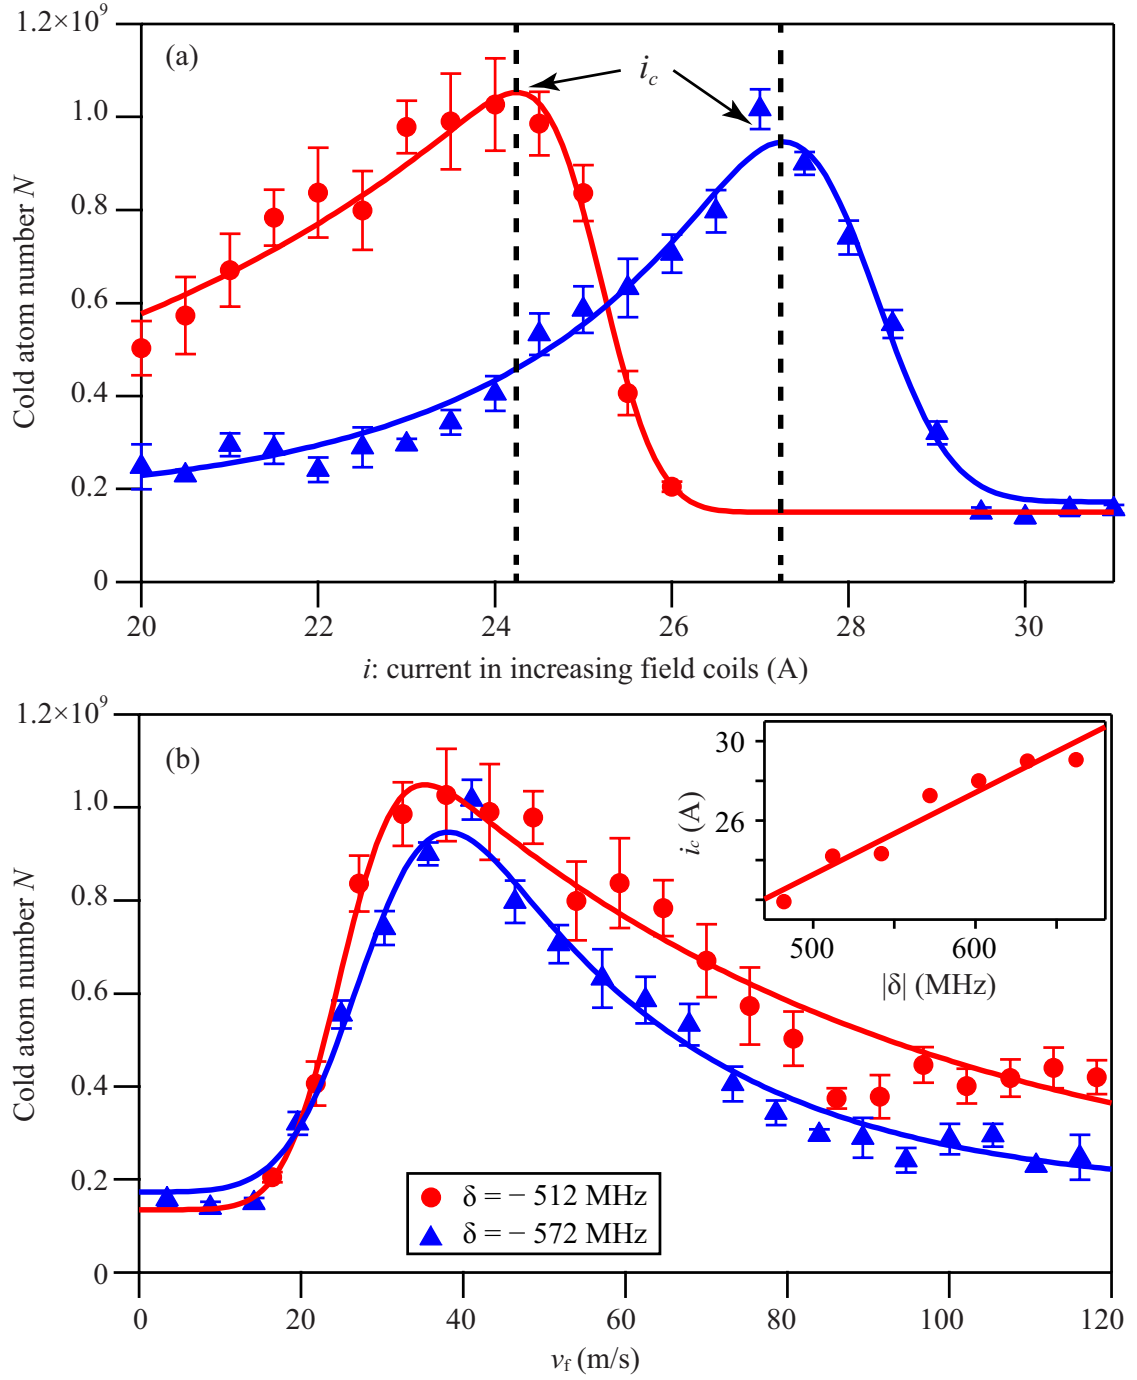 1.2×10⁹
(a)
i_c
1.0
0.8
0.6
0.4
0.2
0
Cold atom number N
20 22 24 26 28 30
i: current in increasing field coils (A)
1.2×10⁹
(b)
1.0
0.8
0.6
0.4
0.2
0
Cold atom number N
30
26
i_c (A)
500 600
|δ| (MHz)
δ = − 512 MHz
δ = − 572 MHz
0 20 40 60 80 100 120
v_f (m/s)